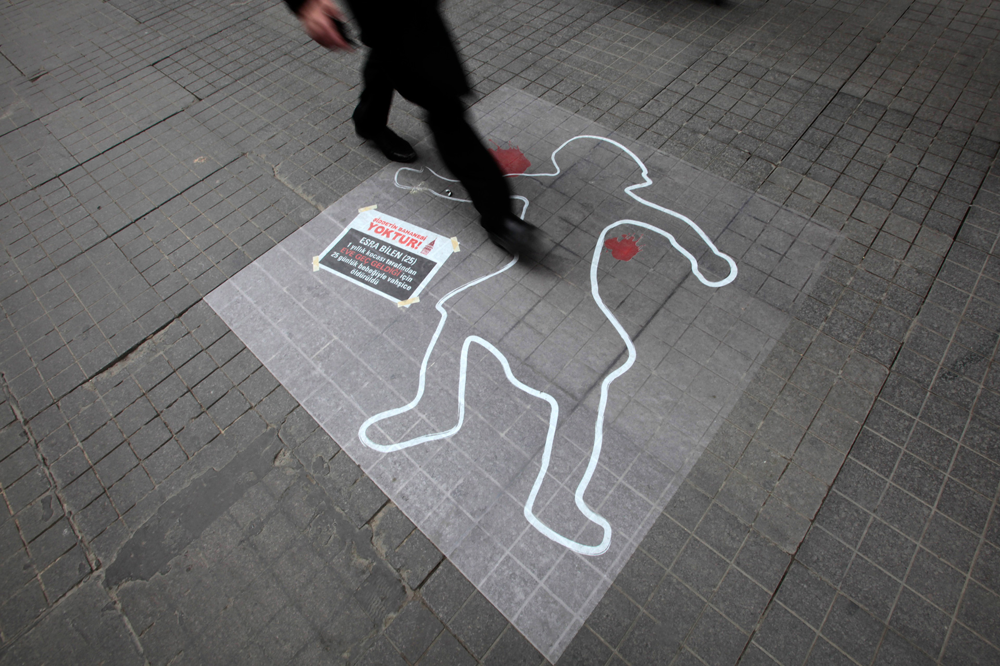 ŞİDDETİN BAHANESİ
YOKTUR!
ESRA BİLEN (25)
1 yıllık kocası tarafından
EVE GEÇ GELDİĞİ için
25 günlük bebeğiyle vahşice
öldürüldü